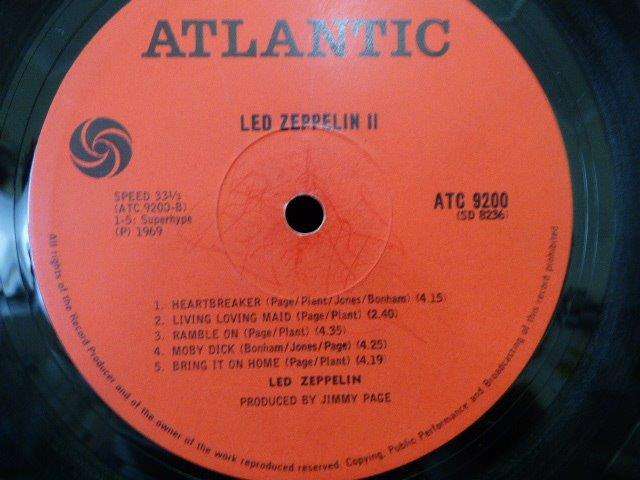 ATLANTIC
LED ZEPPELIN II
SPEED 33⅓
(ATC 9200-B)
1-5: Superhype
(P) 1969
ATC 9200
(SD 8236)
1. HEARTBREAKER (Page/Plant/Jones/Bonham) (4.15)
2. LIVING LOVING MAID (Page/Plant) (2.40)
3. RAMBLE ON (Page/Plant) (4.35)
4. MOBY DICK (Bonham/Jones/Page) (4.25)
5. BRING IT ON HOME (Page/Plant) (4.19)
LED ZEPPELIN
PRODUCED BY JIMMY PAGE
All rights of the Record Producer and of the owner of the work reproduced reserved. Copying, Public Performance and Broadcasting of this record prohibited